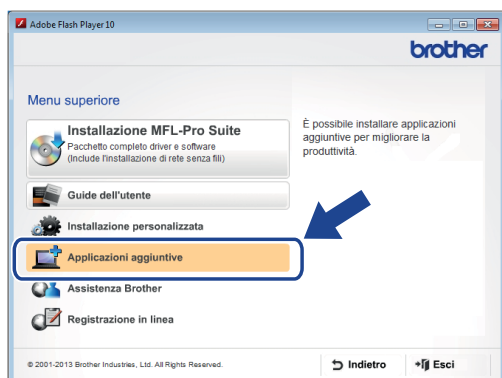 Adobe Flash Player 10
brother
Menu superiore
Installazione MFL-Pro Suite
Pacchetto completo driver e software
(Include l'installazione di rete senza fili)
È possibile installare applicazioni
aggiuntive per migliorare la
produttività.
Guide dell'utente
Installazione personalizzata
Applicazioni aggiuntive
Assistenza Brother
Registrazione in linea
© 2001-2013 Brother Industries, Ltd. All Rights Reserved.
Indietro
Esci